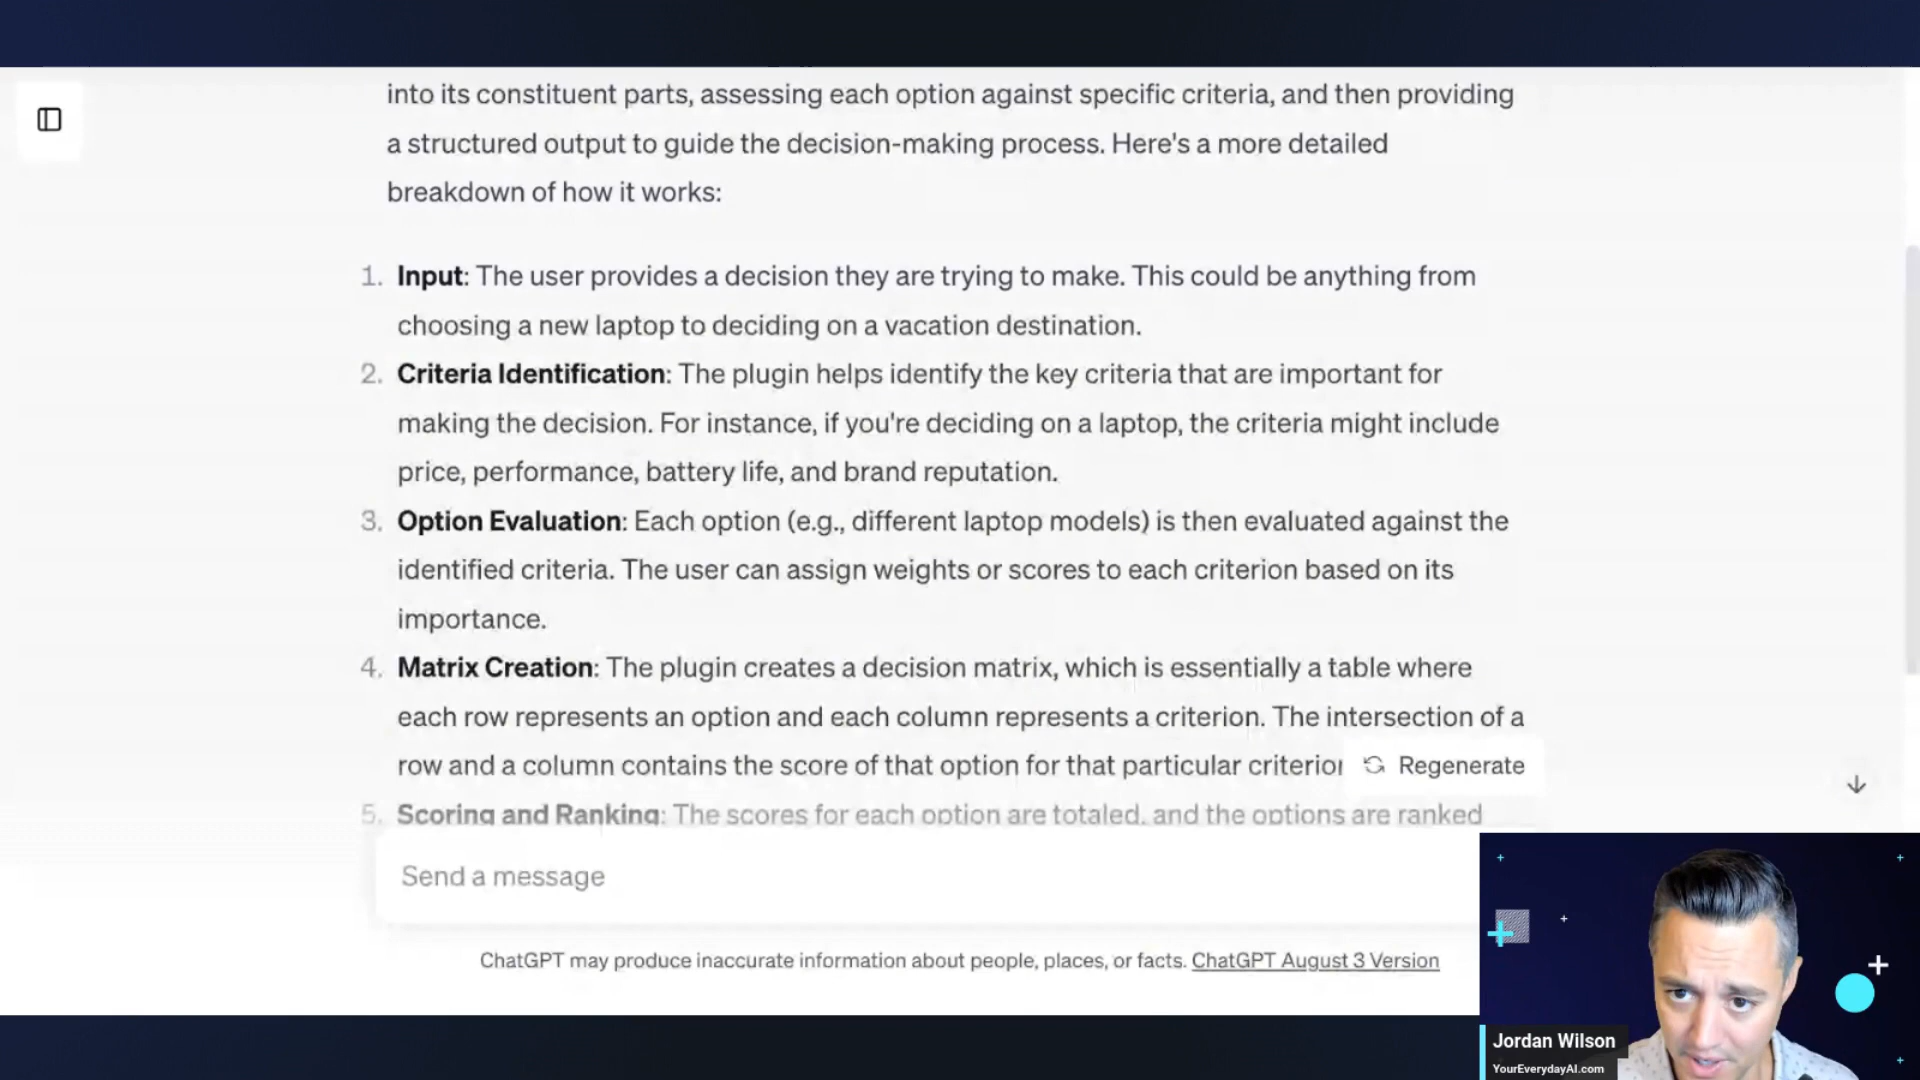 into its constituent parts, assessing each option against specific criteria, and then providing
a structured output to guide the decision-making process. Here's a more detailed
breakdown of how it works:
1. Input: The user provides a decision they are trying to make. This could be anything from
choosing a new laptop to deciding on a vacation destination.
2. Criteria Identification: The plugin helps identify the key criteria that are important for
making the decision. For instance, if you're deciding on a laptop, the criteria might include
price, performance, battery life, and brand reputation.
3. Option Evaluation: Each option (e.g., different laptop models) is then evaluated against the
identified criteria. The user can assign weights or scores to each criterion based on its
importance.
4. Matrix Creation: The plugin creates a decision matrix, which is essentially a table where
each row represents an option and each column represents a criterion. The intersection of a
row and a column contains the score of that option for that particular
Regenerate
5. Scoring and Ranking: The scores for each option are totaled, and the options are ranked
Send a message
ChatGPT may produce inaccurate information about people, places, or facts. ChatGPT August 3 Version
Jordan Wilson
YourEverydayAI.com